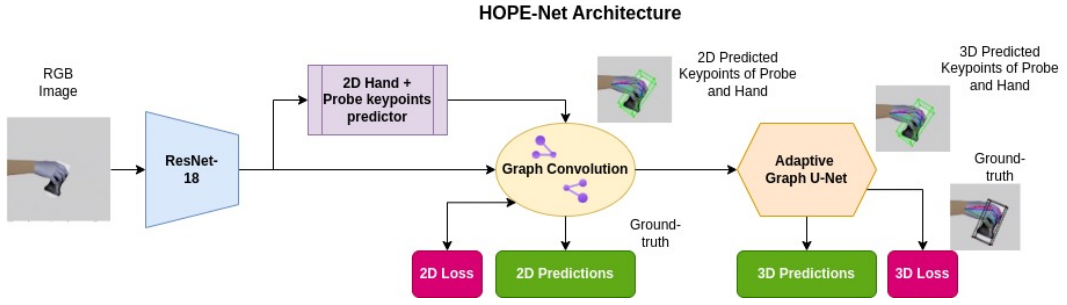 HOPE-Net Architecture
RGB
Image
ResNet-
18
2D Hand +
Probe keypoints
predictor
Graph Convolution
2D Predicted
Keypoints of Probe
and Hand
Adaptive
Graph U-Net
3D Predicted
Keypoints of Probe
and Hand
Ground-
truth
Ground-
truth
2D Loss
2D Predictions
3D Predictions
3D Loss